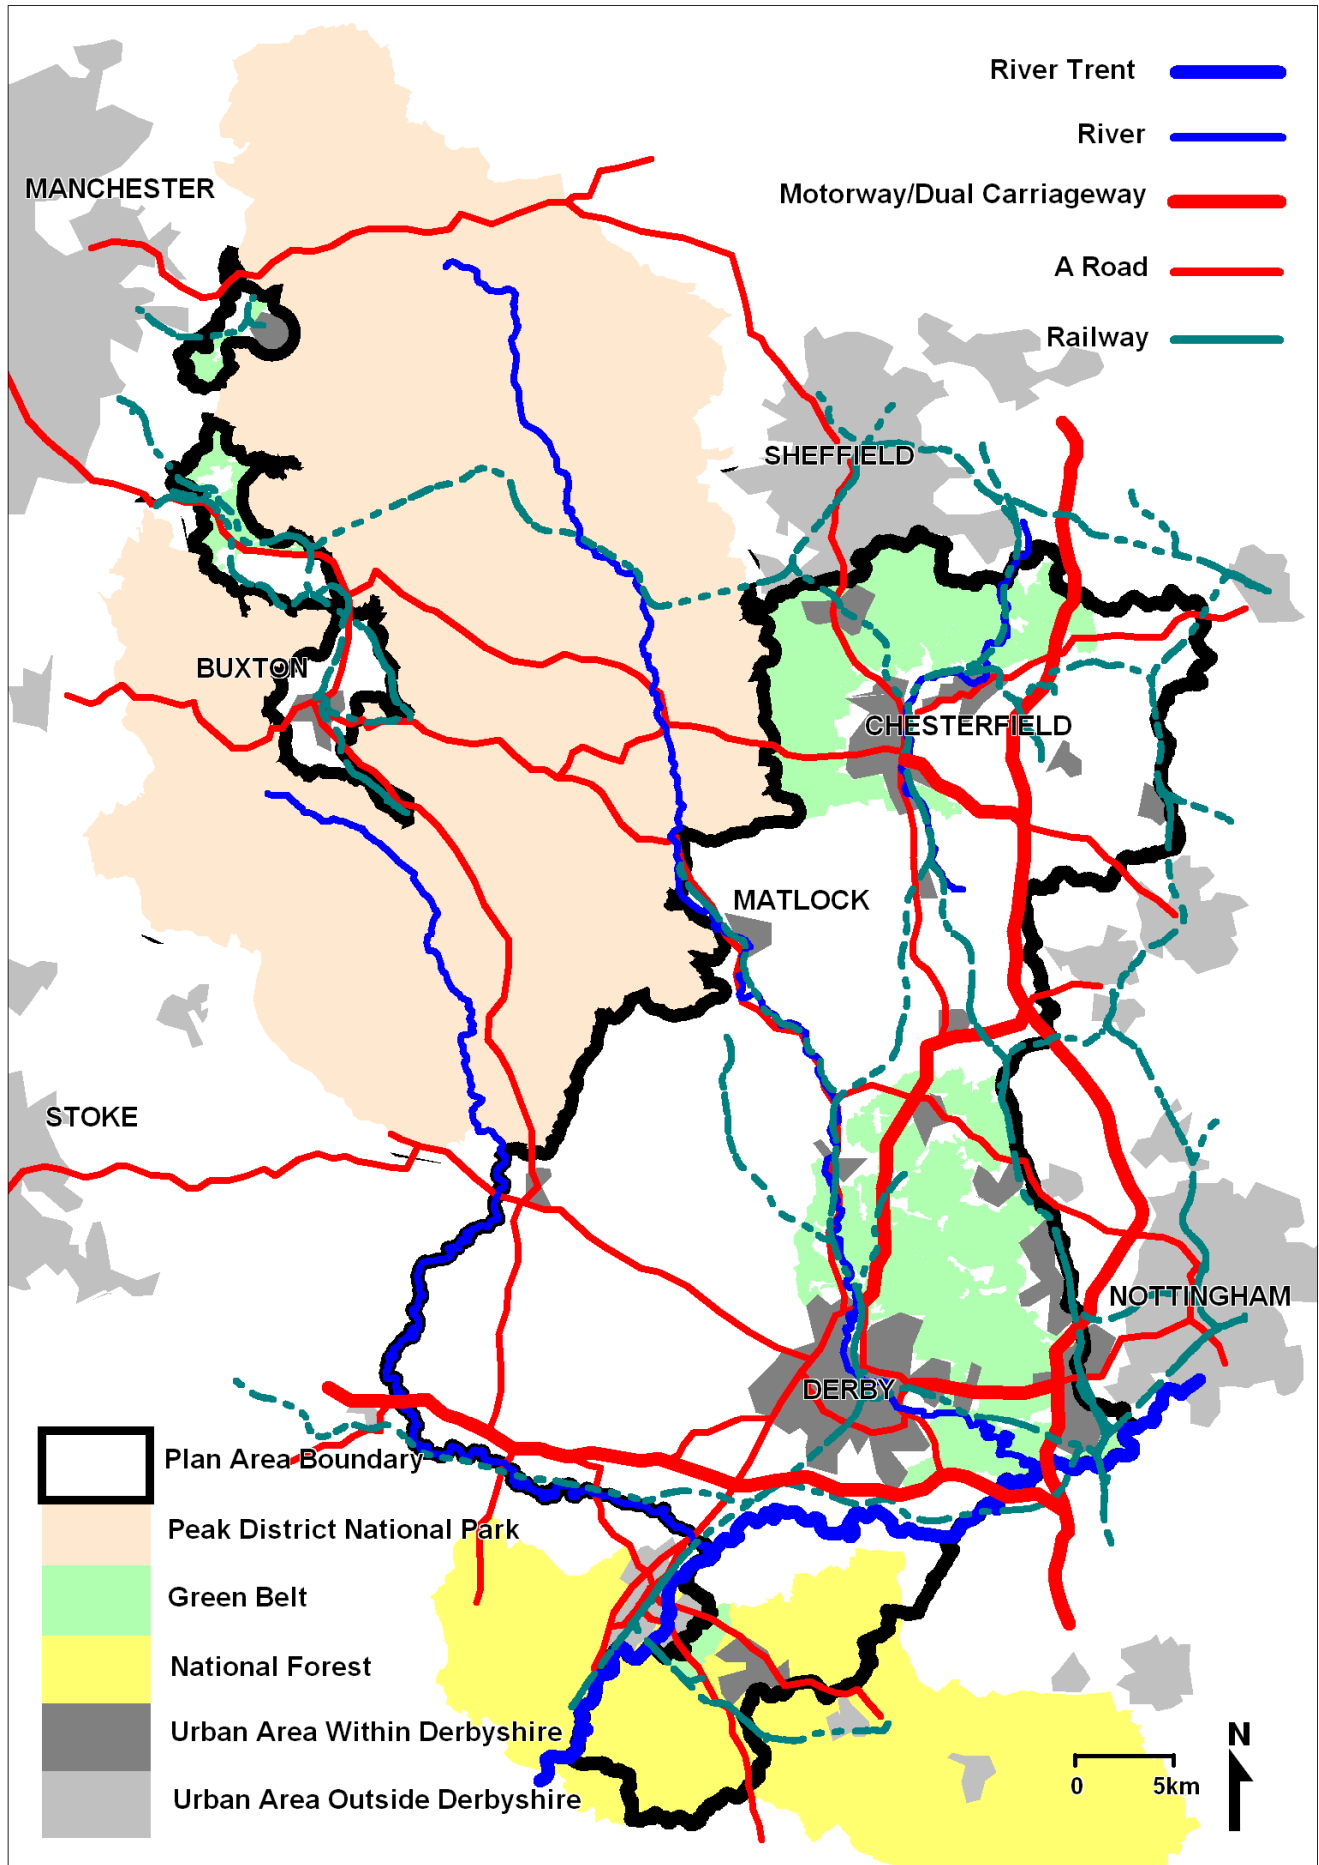 River Trent
River
MANCHESTER
Motorway/Dual Carriageway
A Road
Railway
SHEFFIELD
BUXTON
CHESTERFIELD
MATLOCK
STOKE
NOTTINGHAM
DERBY
Plan Area Boundary
Peak District National Park
Green Belt
National Forest
Urban Area Within Derbyshire
N
0 5km
Urban Area Outside Derbyshire